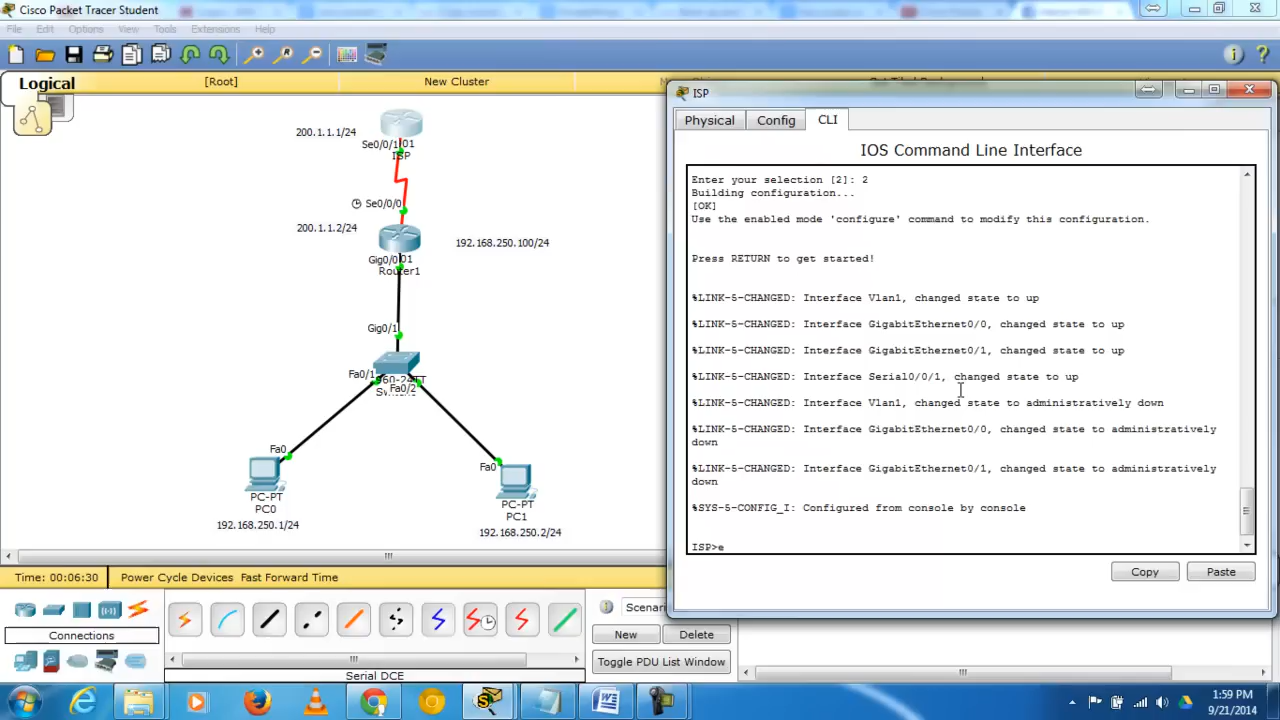 Cisco Packet Tracer Student
File Edit Options View Tools Extensions Help
Logical
[Root]
New Cluster
ISP
Physical
Config
CLI
IOS Command Line Interface
Enter your selection [2]: 2
Building configuration...
[OK]
Use the enabled mode 'configure' command to modify this configuration.
Press RETURN to get started!
%LINK-5-CHANGED: Interface Vlan1, changed state to up
%LINK-5-CHANGED: Interface GigabitEthernet0/0, changed state to up
%LINK-5-CHANGED: Interface GigabitEthernet0/1, changed state to up
%LINK-5-CHANGED: Interface Serial0/0/1, changed state to up
%LINK-5-CHANGED: Interface Vlan1, changed state to administratively down
%LINK-5-CHANGED: Interface GigabitEthernet0/0, changed state to administratively
down
%LINK-5-CHANGED: Interface GigabitEthernet0/1, changed state to administratively
down
%SYS-5-CONFIG_I: Configured from console by console
ISP>e
Copy
Paste
200.1.1.1/24
Se0/0/1
ISP
Se0/0/0
200.1.1.2/24
192.168.250.100/24
Gig0/0
Router1
Gig0/1
Fa0/1
Fa0/2
Fa0
PC-PT
PC0
192.168.250.1/24
Fa0
PC-PT
PC1
192.168.250.2/24
Time: 00:06:30
Power Cycle Devices Fast Forward Time
Connections
Serial DCE
Scenari
New
Delete
Toggle PDU List Window
1:59 PM
9/21/2014